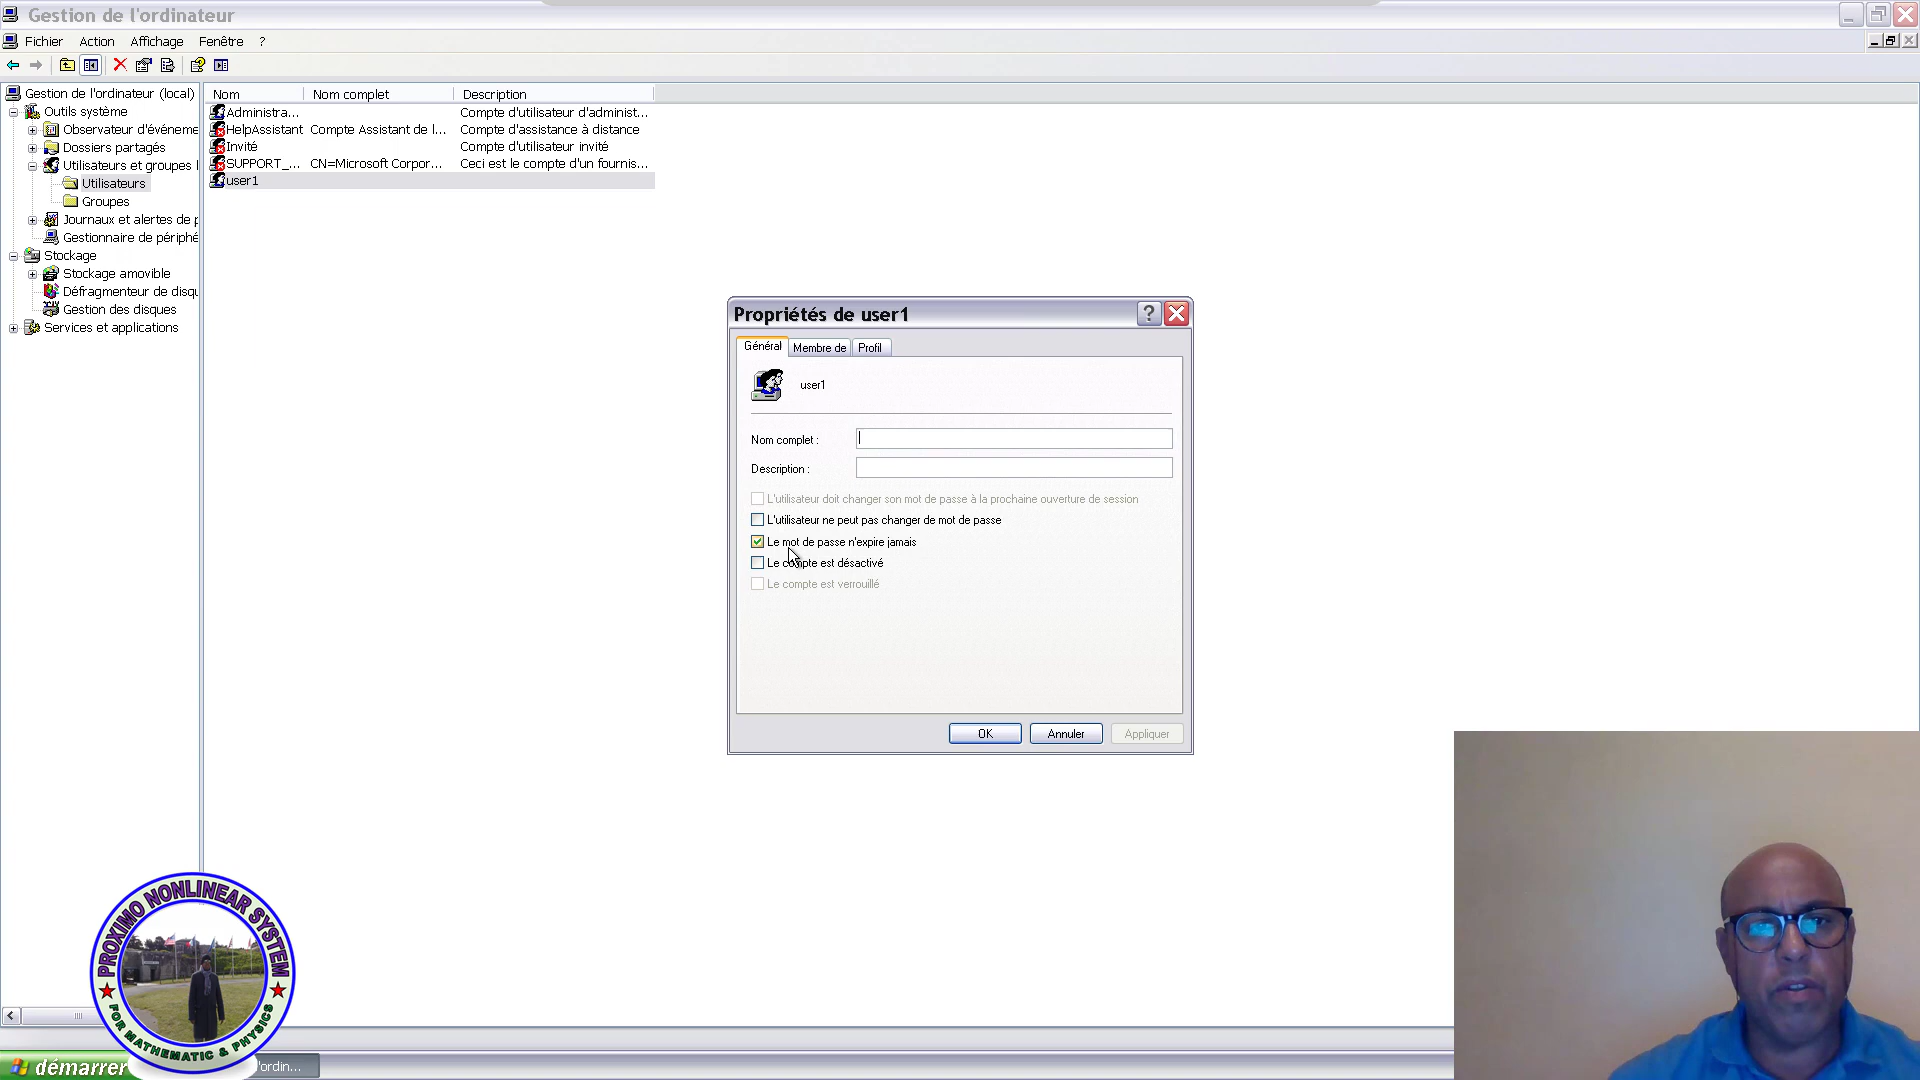 Gestion de l'ordinateur
Fichier Action Affichage Fenêtre ?
Gestion de l'ordinateur (local)
Outils système
Observateur d'événeme
Dossiers partagés
Utilisateurs et groupes l
Utilisateurs
Groupes
Journaux et alertes de p
Gestionnaire de périphé
Stockage
Stockage amovible
Défragmenteur de disqu
Gestion des disques
Services et applications
Nom Nom complet Description
Administra... Compte d'utilisateur d'administ...
HelpAssistant Compte Assistant de l... Compte d'assistance à distance
Invité Compte d'utilisateur invité
SUPPORT_... CN=Microsoft Corpor... Ceci est le compte d'un fournis...
user1
Propriétés de user1
Général Membre de Profil
user1
Nom complet :
Description :
L'utilisateur doit changer son mot de passe à la prochaine ouverture de session
L'utilisateur ne peut pas changer de mot de passe
Le mot de passe n'expire jamais
Le compte est désactivé
Le compte est verrouillé
OK Annuler Appliquer
PROXIMO NONLINEAR SYSTEM
FOR MATHEMATIC & PHYSICS
démarrer
l'ordin...